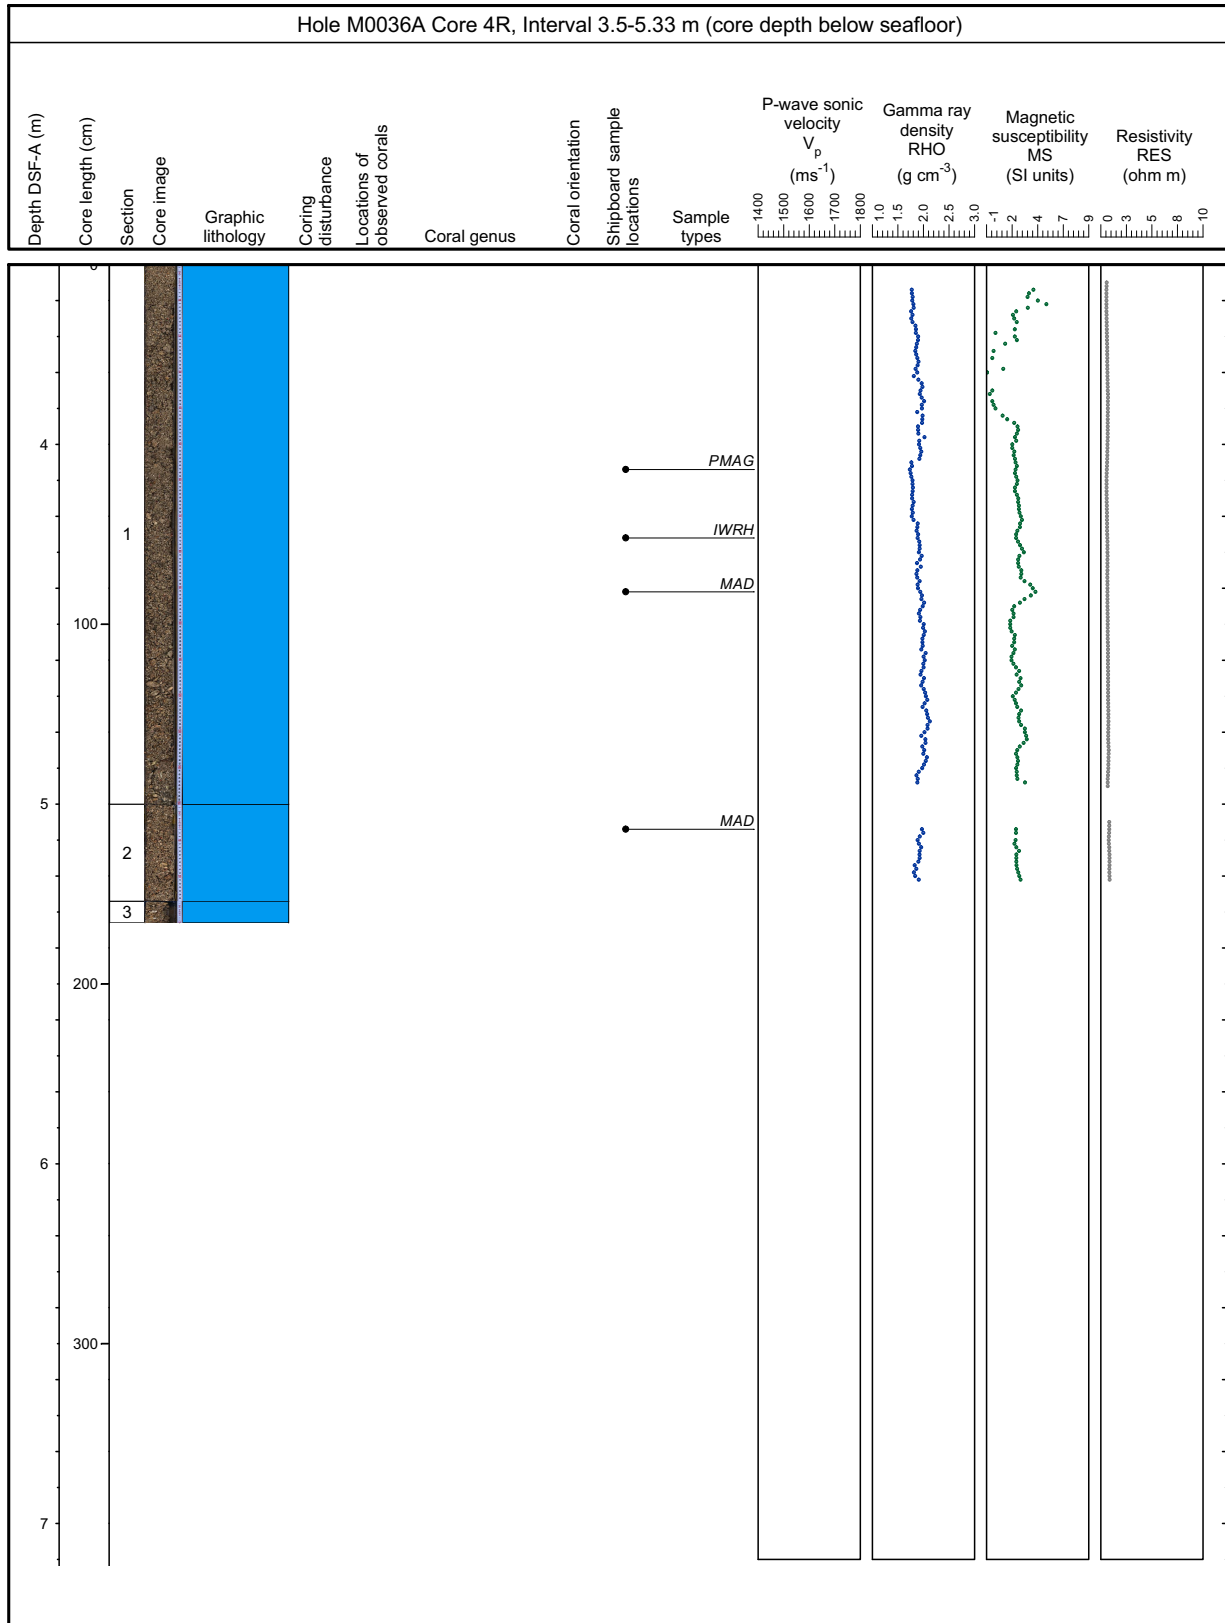 Hole M0036A Core 4R, Interval 3.5-5.33 m (core depth below seafloor)
Depth DSF-A (m)
Core length (cm)
Section
Core image
Graphic
lithology
Coring
disturbance
Locations of
observed corals
Coral genus
Coral orientation
Shipboard sample
locations
Sample
types
P-wave sonic
velocity
Vp
(ms-1)
1400 1500 1600 1700 1800
Gamma ray
density
RHO
(g cm-3)
1.0 1.5 2.0 2.5 3.0
Magnetic
susceptibility
MS
(SI units)
-1 2 4 7 9
Resistivity
RES
(ohm m)
0 3 5 8 10
0
4
PMAG
1
IWRH
MAD
100
5
MAD
2
3
200
6
300
7